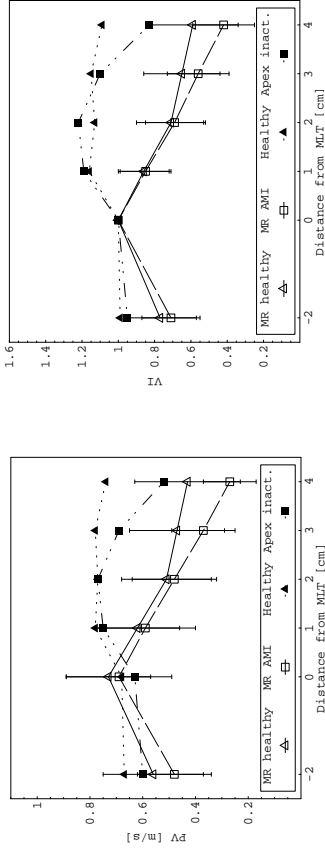 1
0.8
0.6
0.4
0.2
PV [m/s]
-2
0
1
2
3
4
Distance from MLT [cm]
MR healthy
MR AMI
Healthy
Apex inact.
1.6
1.4
1.2
1
0.8
0.6
0.4
0.2
VI
-2
0
1
2
3
4
Distance from MLT [cm]
MR healthy
MR AMI
Healthy
Apex inact.